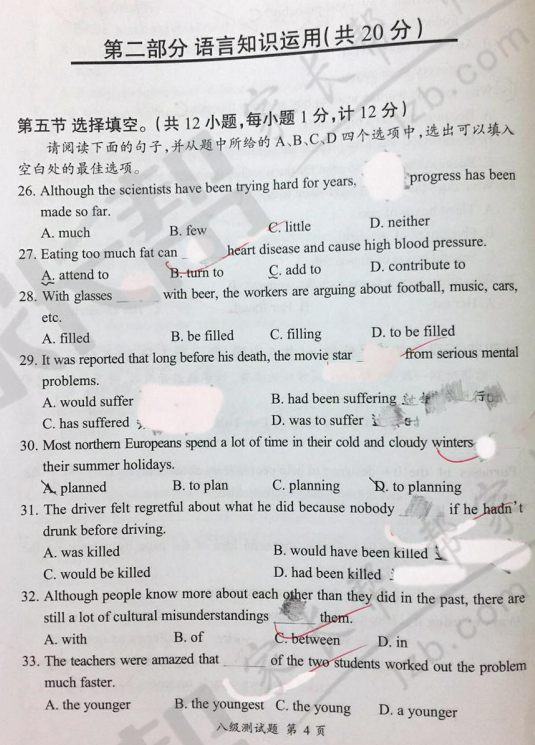 第二部分 语言知识运用(共20分)
第五节 选择填空。(共12小题,每小题1分,计12分)
请阅读下面的句子,并从题中所给的A、B、C、D四个选项中,选出可以填入
空白处的最佳选项。
26. Although the scientists have been trying hard for years, progress has been
made so far.
A. much B. few C. little D. neither
27. Eating too much fat can _ heart disease and cause high blood pressure.
A. attend to B. turn to C. add to D. contribute to
28. With glasses _ _ with beer, the workers are arguing about football, music, cars,
etc.
A. filled B. be filled C. filling D. to be filled
29. It was reported that long before his death, the movie star _ from serious mental
problems.
A. would suffer B. had been suffering
C. has suffered D. was to suffer
30. Most northern Europeans spend a lot of time in their cold and cloudy winters
their summer holidays.
A. planned B. to plan C. planning D. to planning
31. The driver felt regretful about what he did because nobody ____ if he hadn't
drunk before driving.
A. was killed B. would have been killed
C. would be killed D. had been killed
32. Although people know more about each other than they did in the past, there are
still a lot of cultural misunderstandings _____ them.
A. with B. of C. between D. in
33. The teachers were amazed that _____ of the two students worked out the problem
much faster.
A. the younger B. the youngest C. the young D. a younger
八级测试题 第4页
家长帮
jzb.com
家长帮
jzb.com